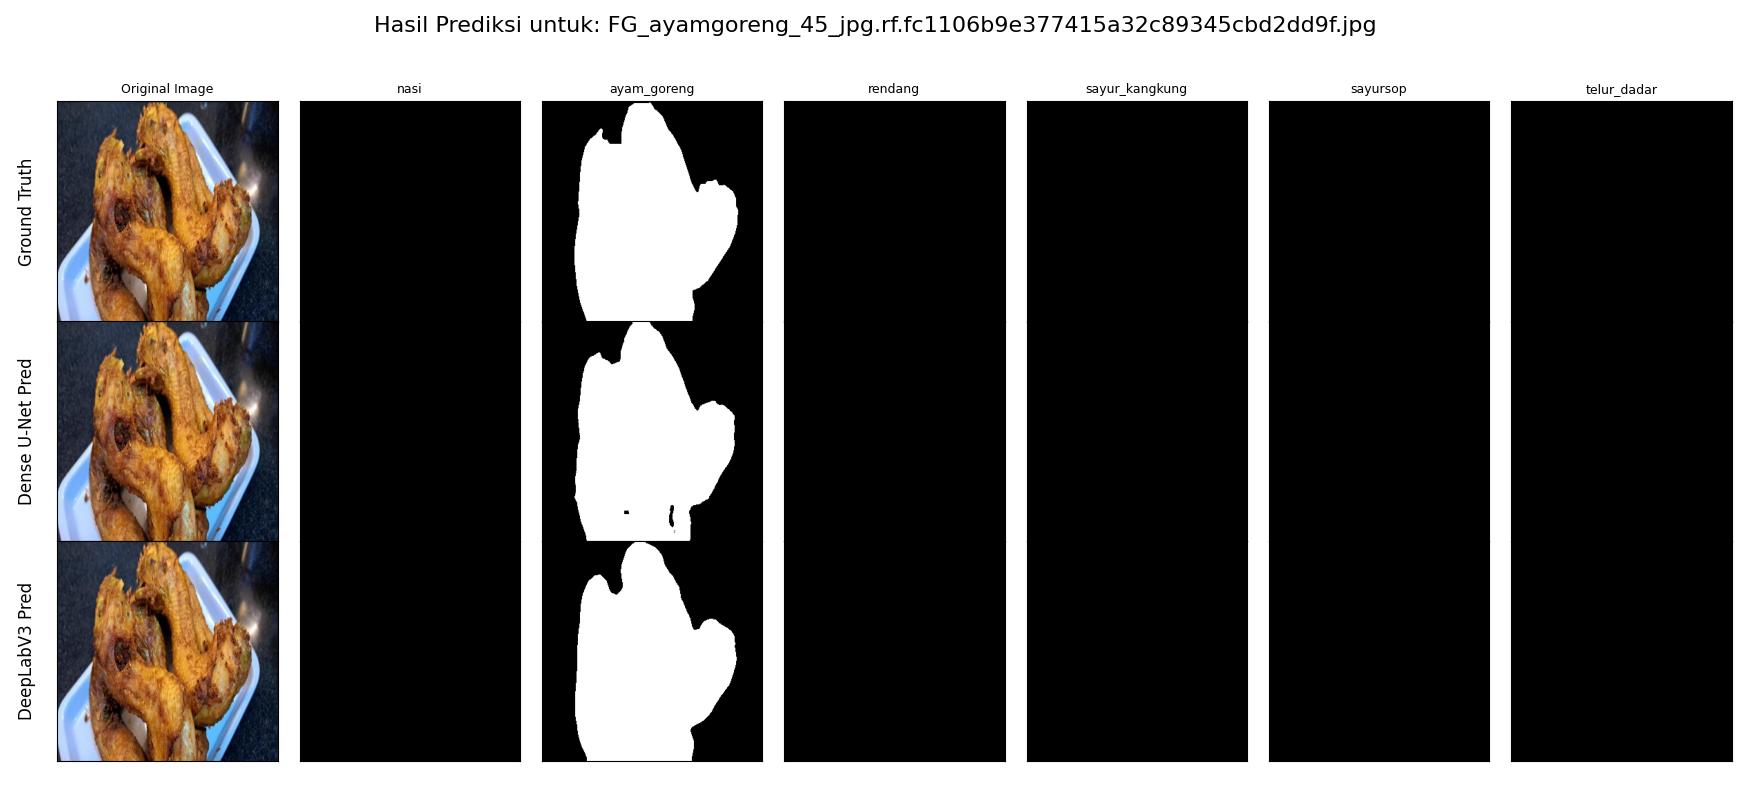 Hasil Prediksi untuk: FG_ayamgoreng_45_jpg.rf.fc1106b9e377415a32c89345cbd2dd9f.jpg
Original Image
nasi
ayam_goreng
rendang
sayur_kangkung
sayursop
telur_dadar
Ground Truth
Dense U-Net Pred
DeepLabV3 Pred